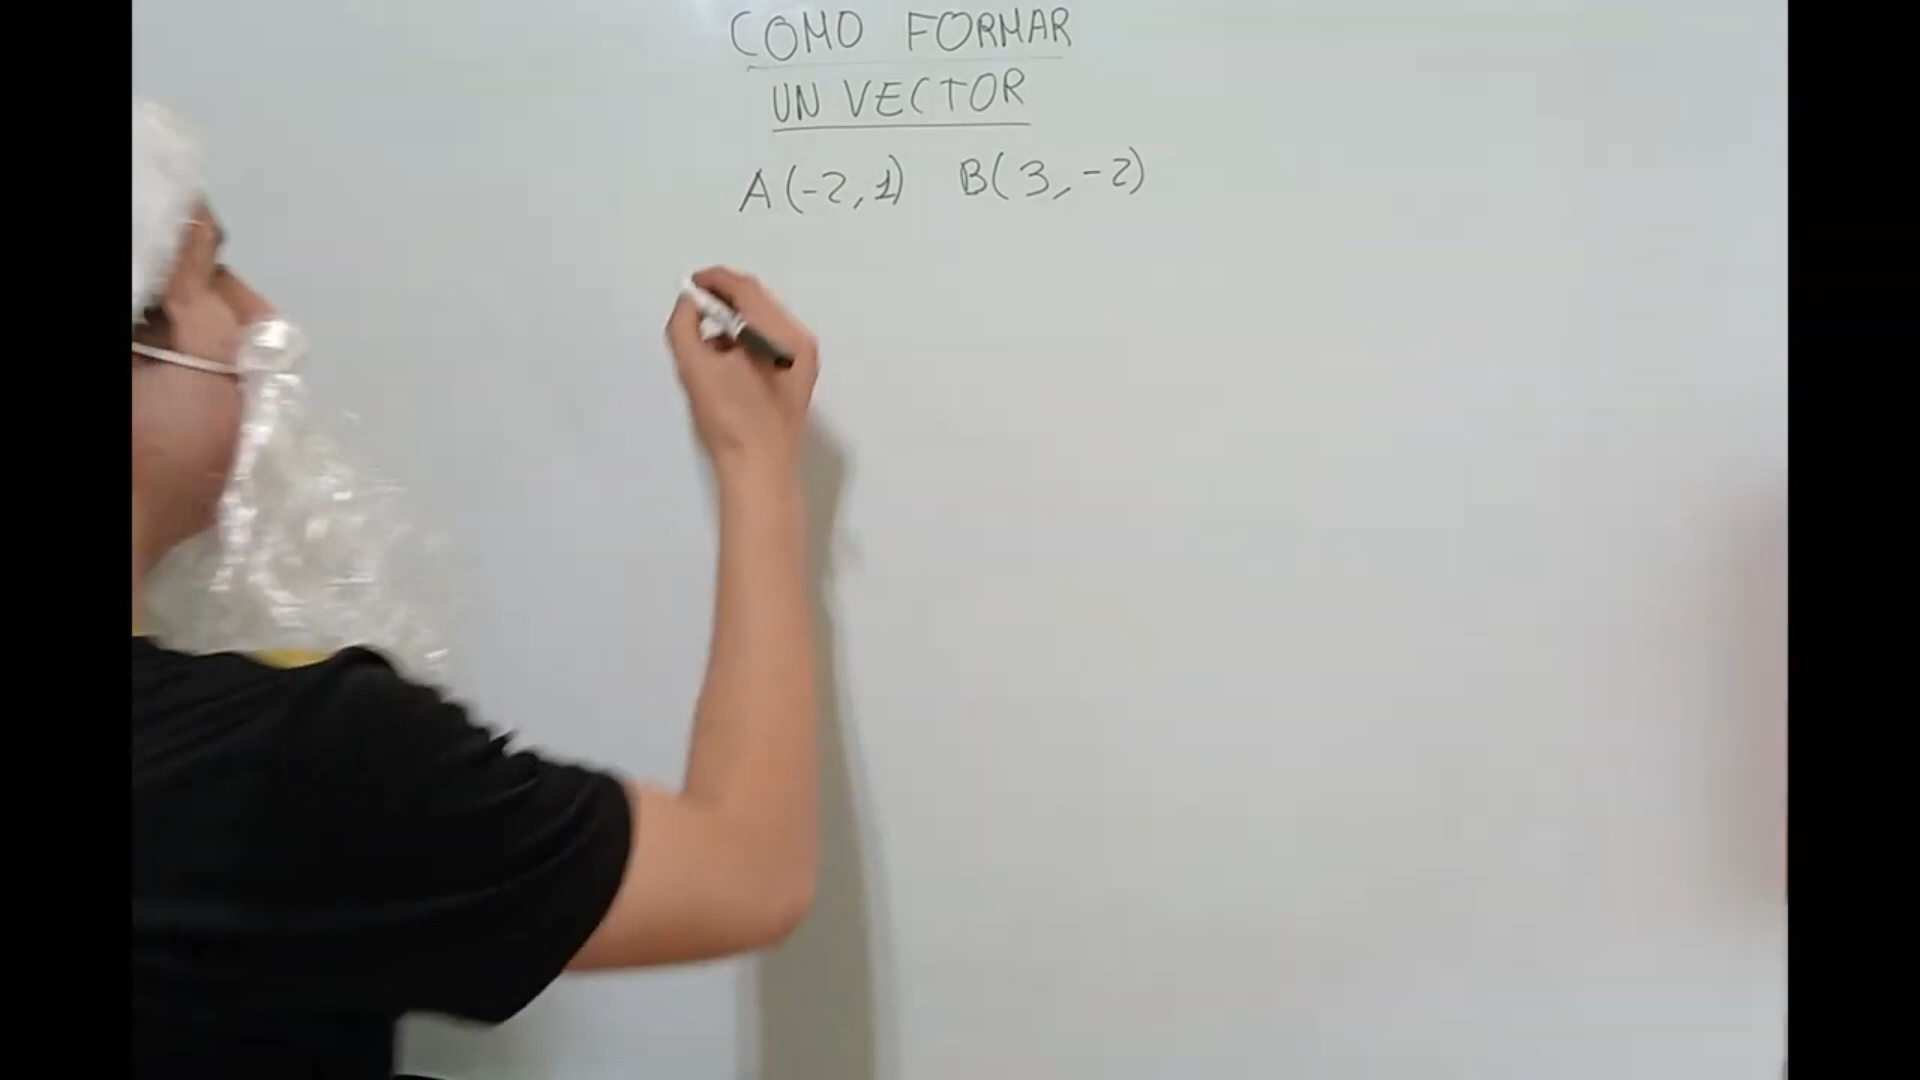 COMO FORMAR
UN VECTOR
A(-2,1) B(3,-2)